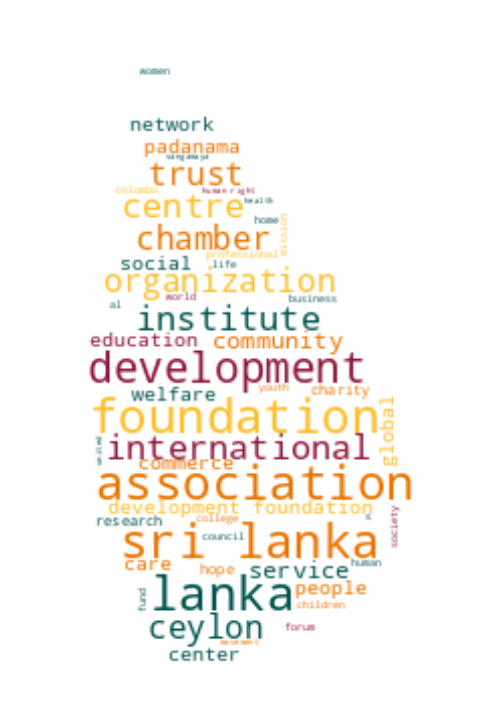 women
network
padanama
sangamaya
trust
colombo human right
centre health
home
mission
chamber
professional
social life
organization
world business
al
institute
education community
development
youth charity
welfare
foundation
global
international
commerce
association
development foundation
research college
society
council
sri lanka
care hope service human
people
lanka
fund children
ceylon forum
center